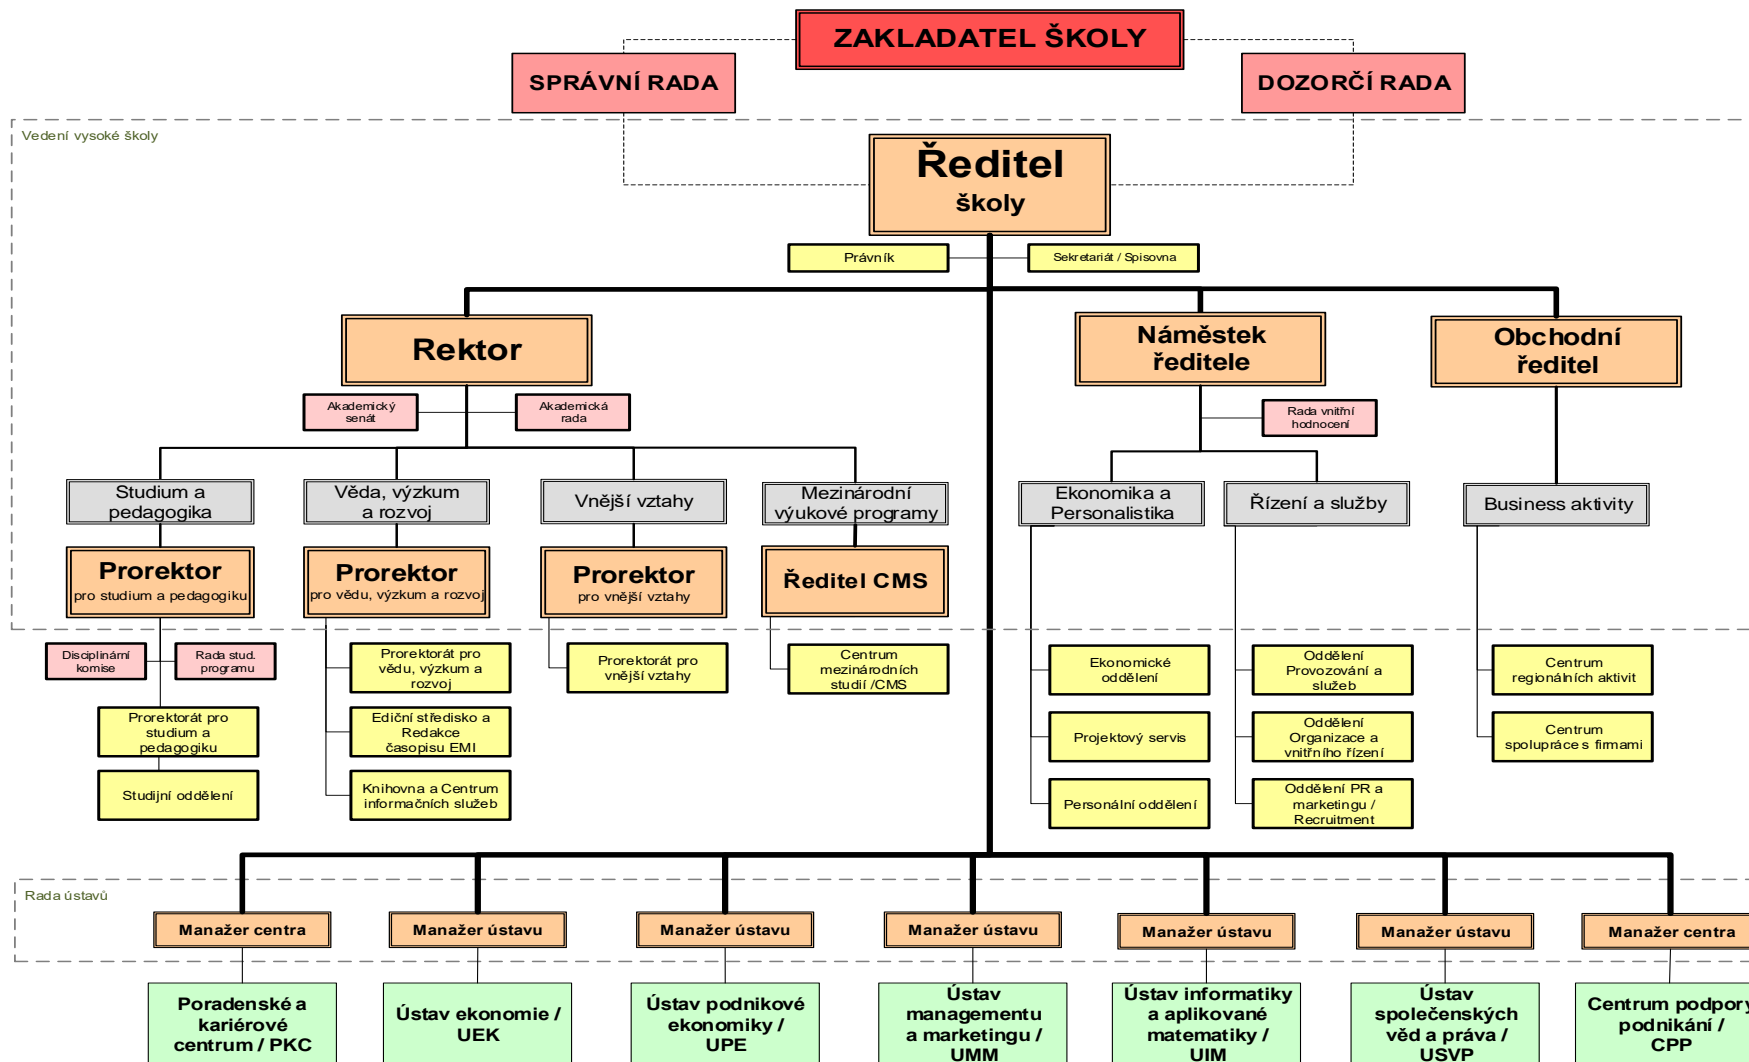 ZAKLADATEL ŠKOLY
SPRÁVNÍ RADA
DOZORČÍ RADA
Vedení vysoké školy
Ředitel
školy
Právník
Sekretariát / Spisovna
Rektor
Náměstek
ředitele
Obchodní
ředitel
Akademický
senát
Akademická
rada
Rada vnitřní
hodnocení
Studium a
pedagogika
Věda, výzkum
a rozvoj
Vnější vztahy
Mezinárodní
výukové programy
Ekonomika a
Personalistika
Řízení a služby
Business aktivity
Prorektor
pro studium a pedagogiku
Prorektor
pro vědu, výzkum a rozvoj
Prorektor
pro vnější vztahy
Ředitel CMS
Disciplinární
komise
Rada stud.
programu
Prorektorát pro
vědu, výzkum a
rozvoj
Prorektorát pro
vnější vztahy
Centrum
mezinárodních
studií /CMS
Ekonomické
oddělení
Oddělení
Provozování a
služeb
Centrum
regionálních aktivit
Prorektorát pro
studium a
pedagogiku
Ediční středisko a
Redakce
časopisu EMI
Projektový servis
Oddělení
Organizace a
vnitřního řízení
Centrum
spolupráce s firmami
Studijní oddělení
Knihovna a Centrum
informačních služeb
Personální oddělení
Oddělení PR a
marketingu /
Recruitment
Rada ústavů
Manažer centra
Manažer ústavu
Manažer ústavu
Manažer ústavu
Manažer ústavu
Manažer ústavu
Manažer centra
Poradenské a
kariérové
centrum / PKC
Ústav ekonomie /
UEK
Ústav podnikové
ekonomiky /
UPE
Ústav
managementu
a marketingu /
UMM
Ústav informatiky
a aplikované
matematiky /
UIM
Ústav
společenských
věd a práva /
USVP
Centrum podpory
podnikání /
CPP